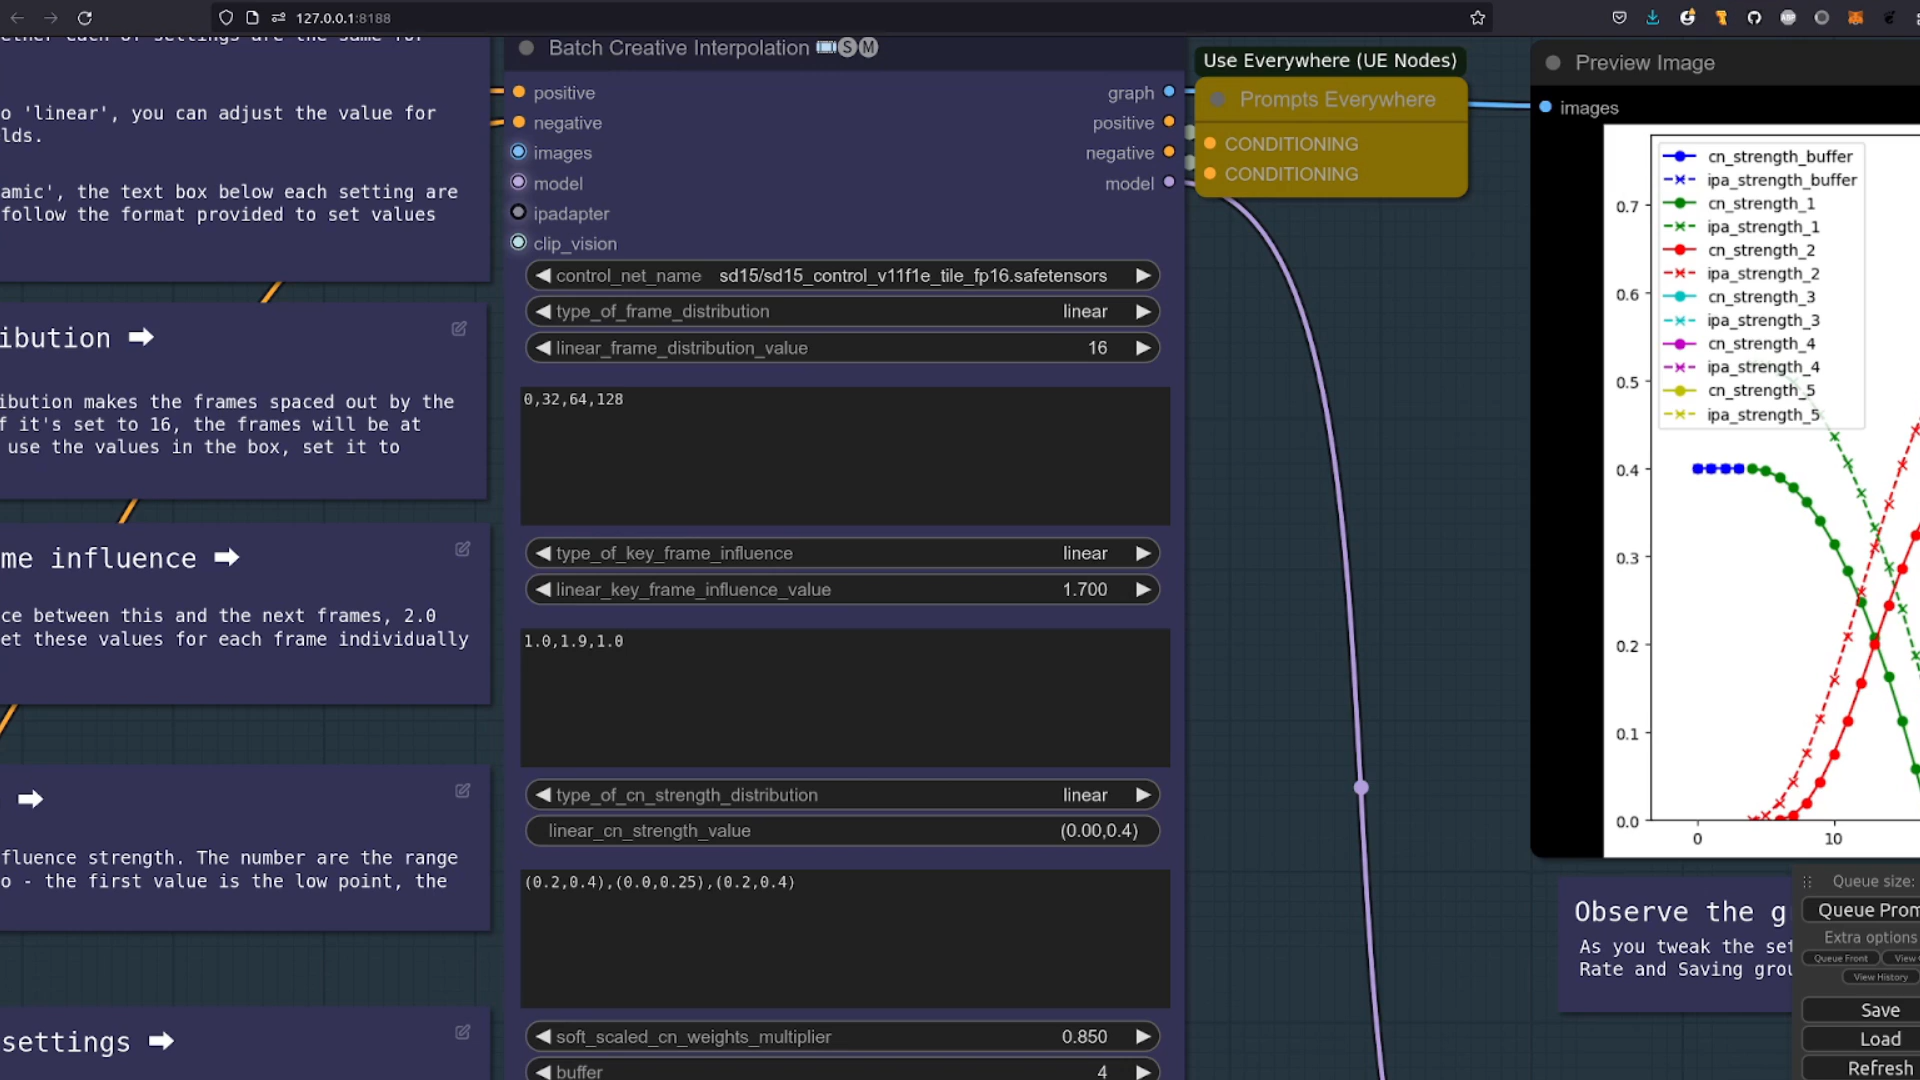 127.0.0.1:8188
o 'linear', you can adjust the value for
lds.
amic', the text box below each setting are
follow the format provided to set values
ibution ➡
ibution makes the frames spaced out by the
f it's set to 16, the frames will be at
use the values in the box, set it to
me influence ➡
ce between this and the next frames, 2.0
et these values for each frame individually
➡
fluence strength. The number are the range
o - the first value is the low point, the
settings ➡
Batch Creative Interpolation 🎞️ⓈⓂ
positive
negative
images
model
ipadapter
clip_vision
graph
positive
negative
model
control_net_name sd15/sd15_control_v11f1e_tile_fp16.safetensors
type_of_frame_distribution linear
linear_frame_distribution_value 16
0,32,64,128
type_of_key_frame_influence linear
linear_key_frame_influence_value 1.700
1.0,1.9,1.0
type_of_cn_strength_distribution linear
linear_cn_strength_value (0.00,0.4)
(0.2,0.4),(0.0,0.25),(0.2,0.4)
soft_scaled_cn_weights_multiplier 0.850
buffer 4
Use Everywhere (UE Nodes)
Prompts Everywhere
CONDITIONING
CONDITIONING
Preview Image
images
cn_strength_buffer
ipa_strength_buffer
cn_strength_1
ipa_strength_1
cn_strength_2
ipa_strength_2
cn_strength_3
ipa_strength_3
cn_strength_4
ipa_strength_4
cn_strength_5
ipa_strength_5
0.7
0.6
0.5
0.4
0.3
0.2
0.1
0.0
0 10
Observe the g
As you tweak the set
Rate and Saving grou
Queue size:
Queue Prom
Extra options
Queue Front
View
View History
Save
Load
Refresh